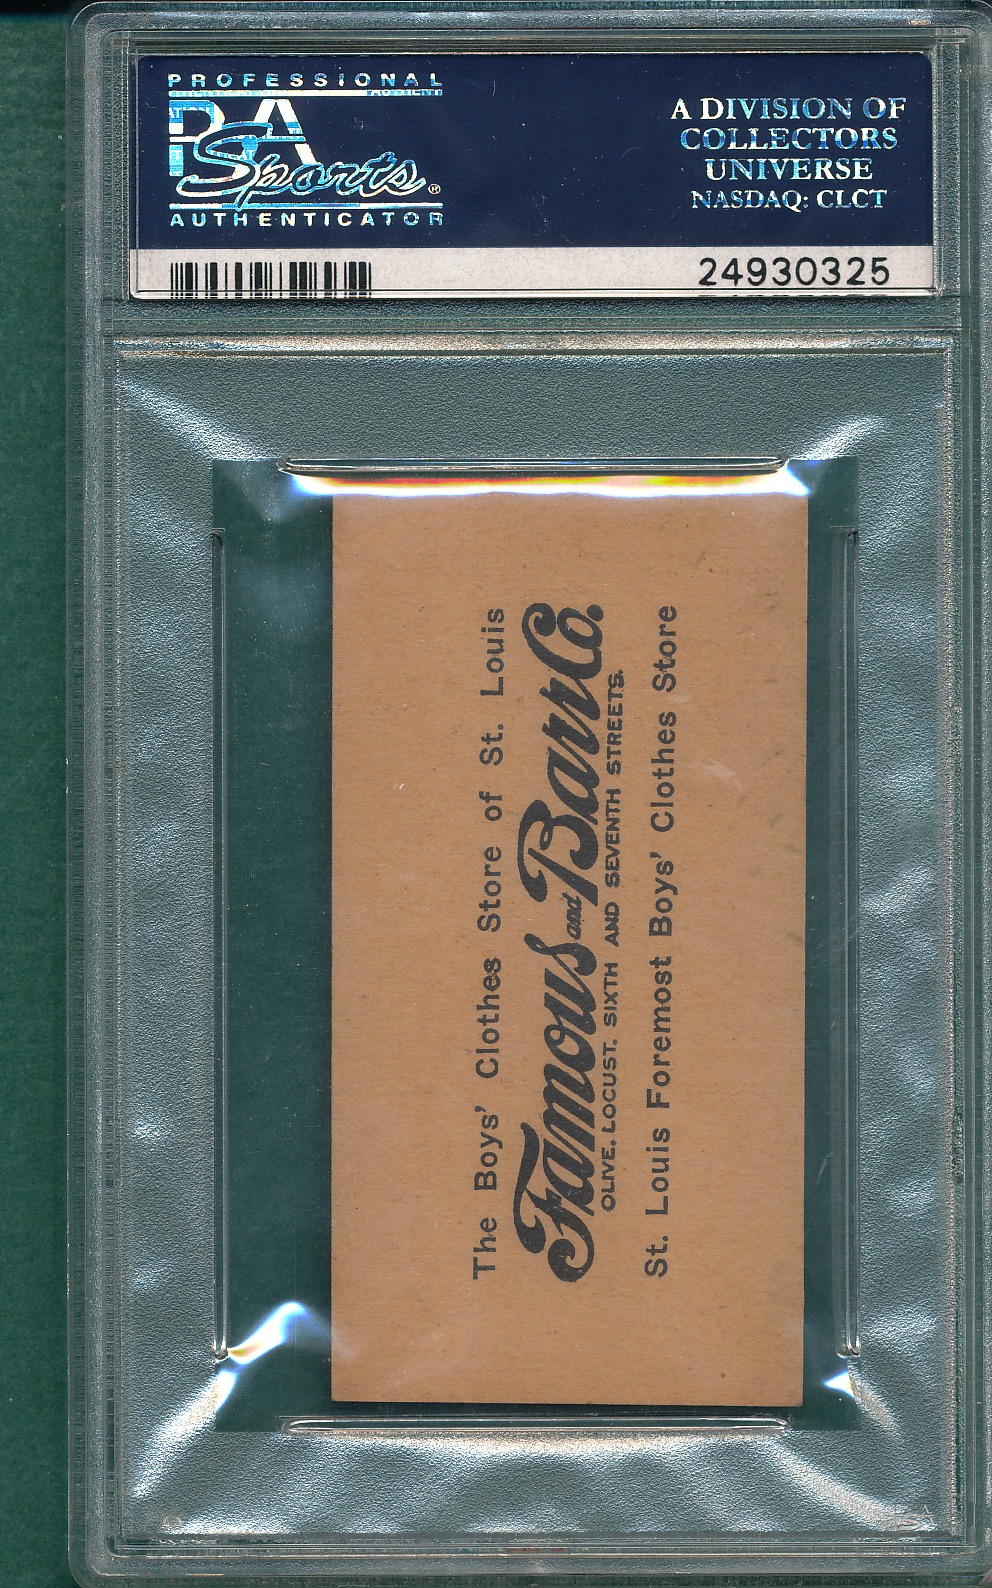 PROFESSIONAL
PSA
Sports®
AUTHENTICATOR
A DIVISION OF
COLLECTORS
UNIVERSE
NASDAQ: CLCT
24930325
The Boys' Clothes Store of St. Louis
Famous and Barr Co.
OLIVE, LOCUST, SIXTH AND SEVENTH STREETS.
St. Louis Foremost Boys' Clothes Store